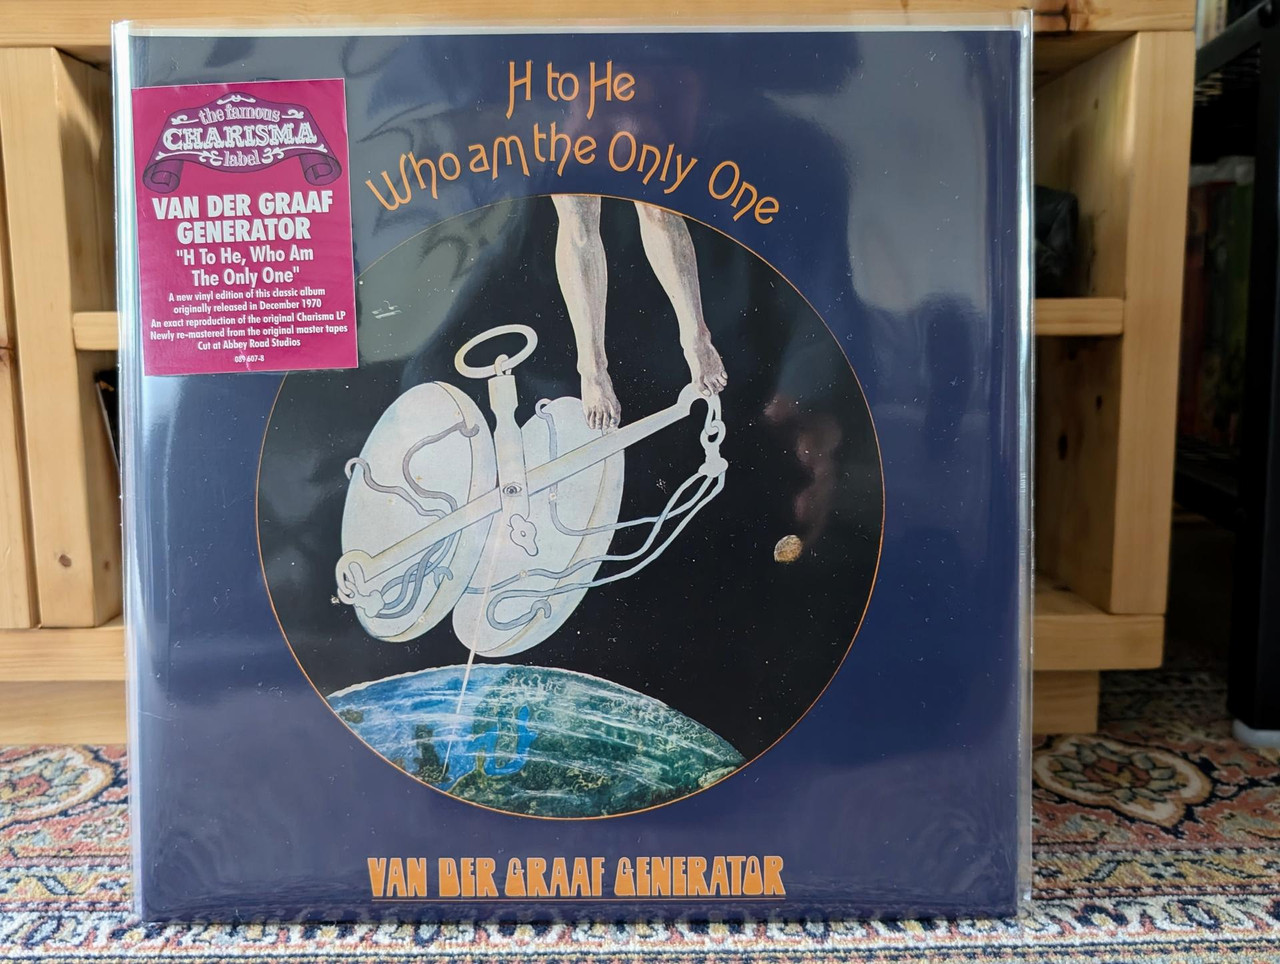 H to He
Who am the Only One
the famous
CHARISMA
label
VAN DER GRAAF
GENERATOR
"H To He, Who Am
The Only One"
A new vinyl edition of this classic album
originally released in December 1970
An exact reproduction of the original Charisma LP
Newly re-mastered from the original master tapes
Cut at Abbey Road Studios
089 607-8
VAN DER GRAAF GENERATOR